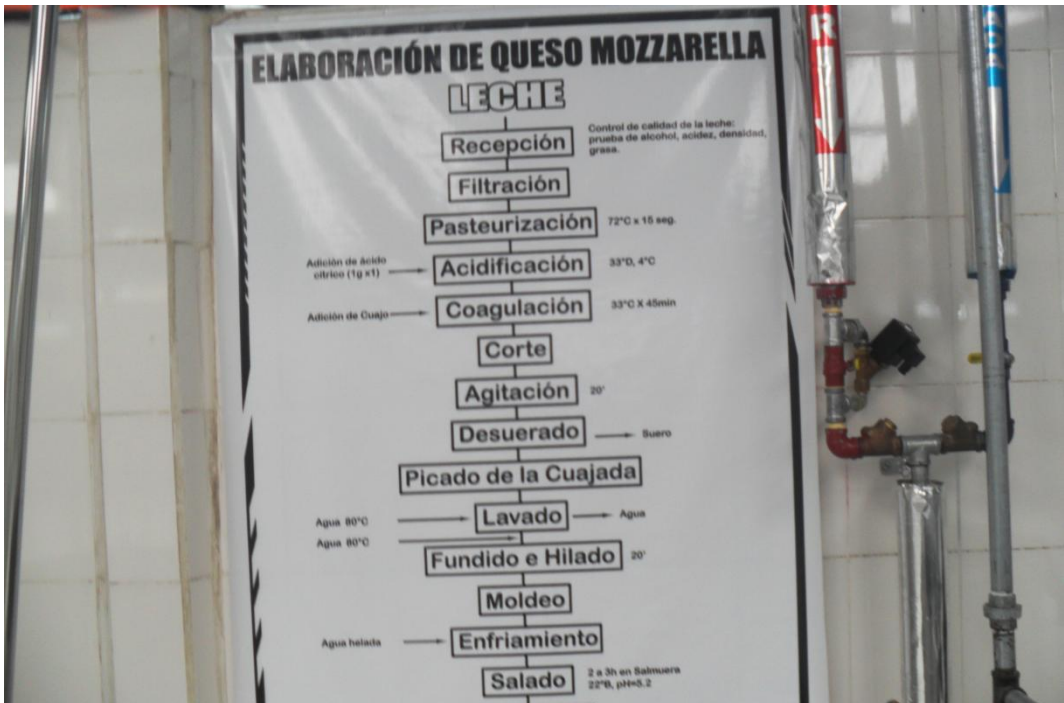 ELABORACIÓN DE QUESO MOZZARELLA
LECHE
Recepción
Control de calidad de la leche:
prueba de alcohol, acidez, densidad,
grasa.
Filtración
Pasteurización
72°C x 15 seg.
Adición de ácido
cítrico (1g x1)
Acidificación
33°D, 4°C
Adición de Cuajo
Coagulación
33°C X 45min
Corte
Agitación
20'
Desuerado
Suero
Picado de la Cuajada
Agua 80°C
Lavado
Agua
Agua 80°C
Fundido e Hilado
20'
Moldeo
Agua helada
Enfriamiento
Salado
2 a 3h en Salmuera
22°B, pH=5.2